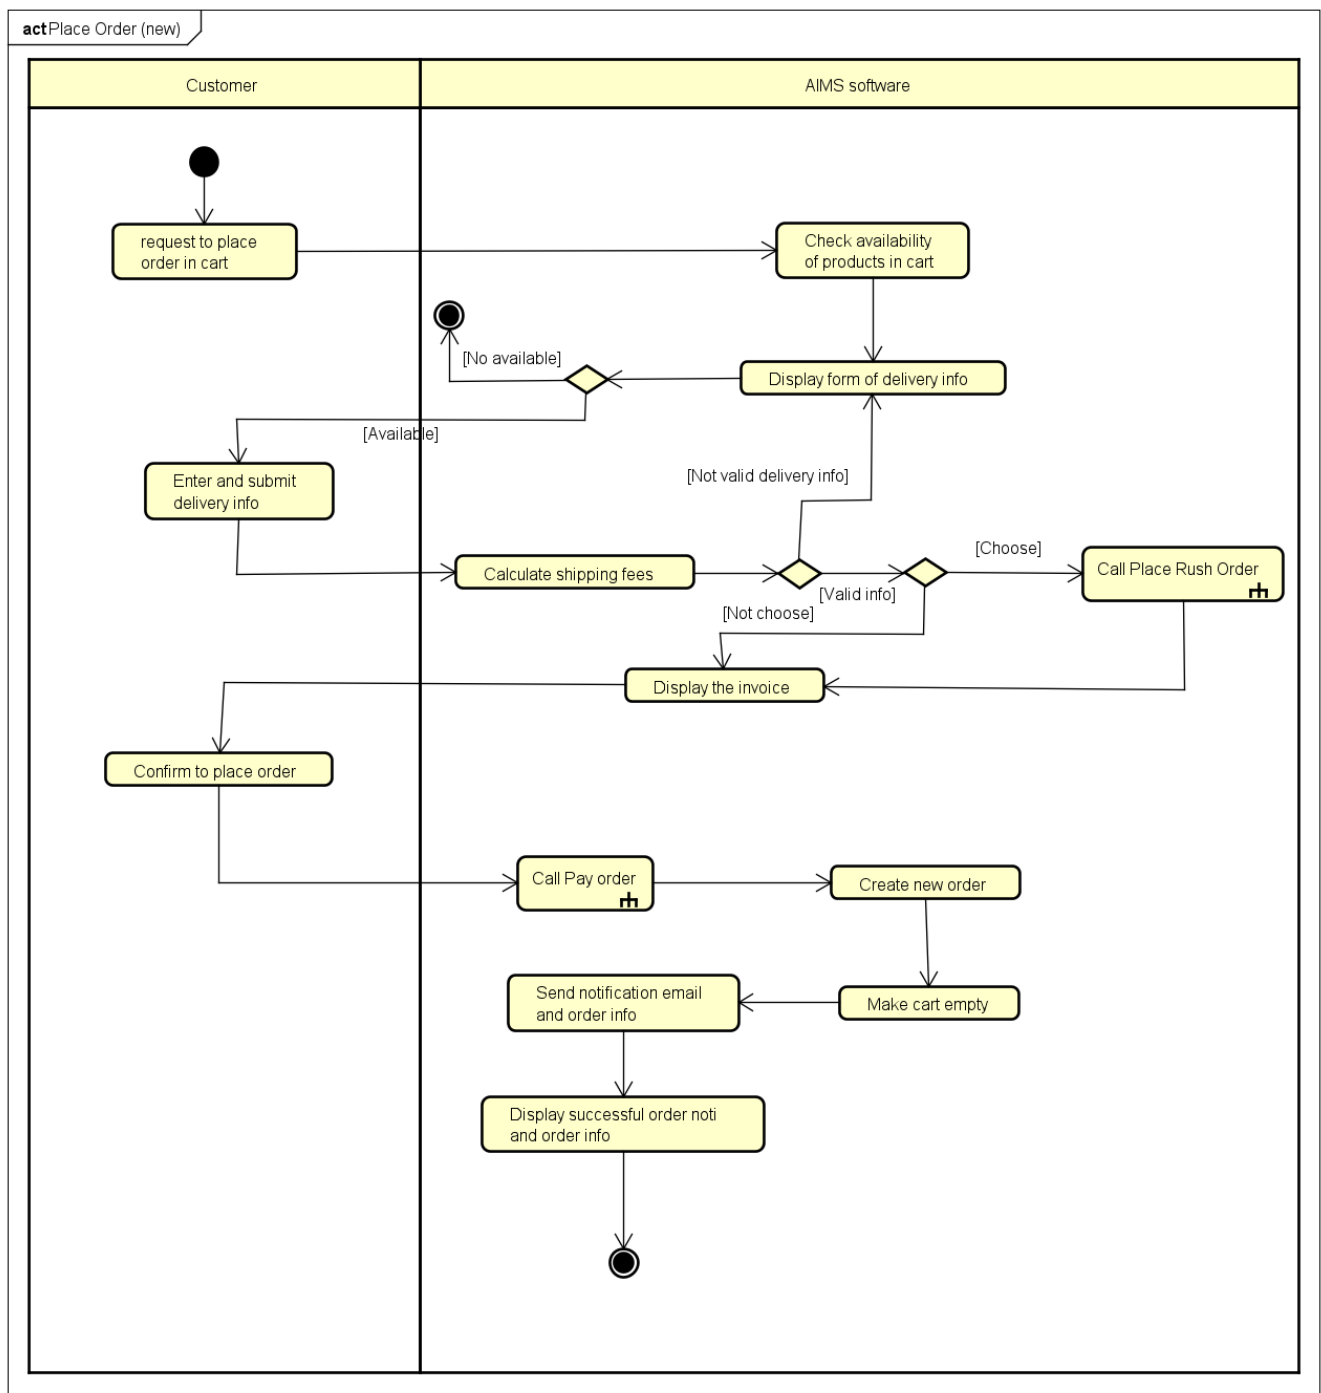 act Place Order (new)
Customer
AIMS software
request to place
order in cart
Check availability
of products in cart
[No available]
Display form of delivery info
[Available]
Enter and submit
delivery info
[Not valid delivery info]
Calculate shipping fees
[Valid info]
[Choose]
Call Place Rush Order
[Not choose]
Display the invoice
Confirm to place order
Call Pay order
Create new order
Send notification email
and order info
Make cart empty
Display successful order noti
and order info